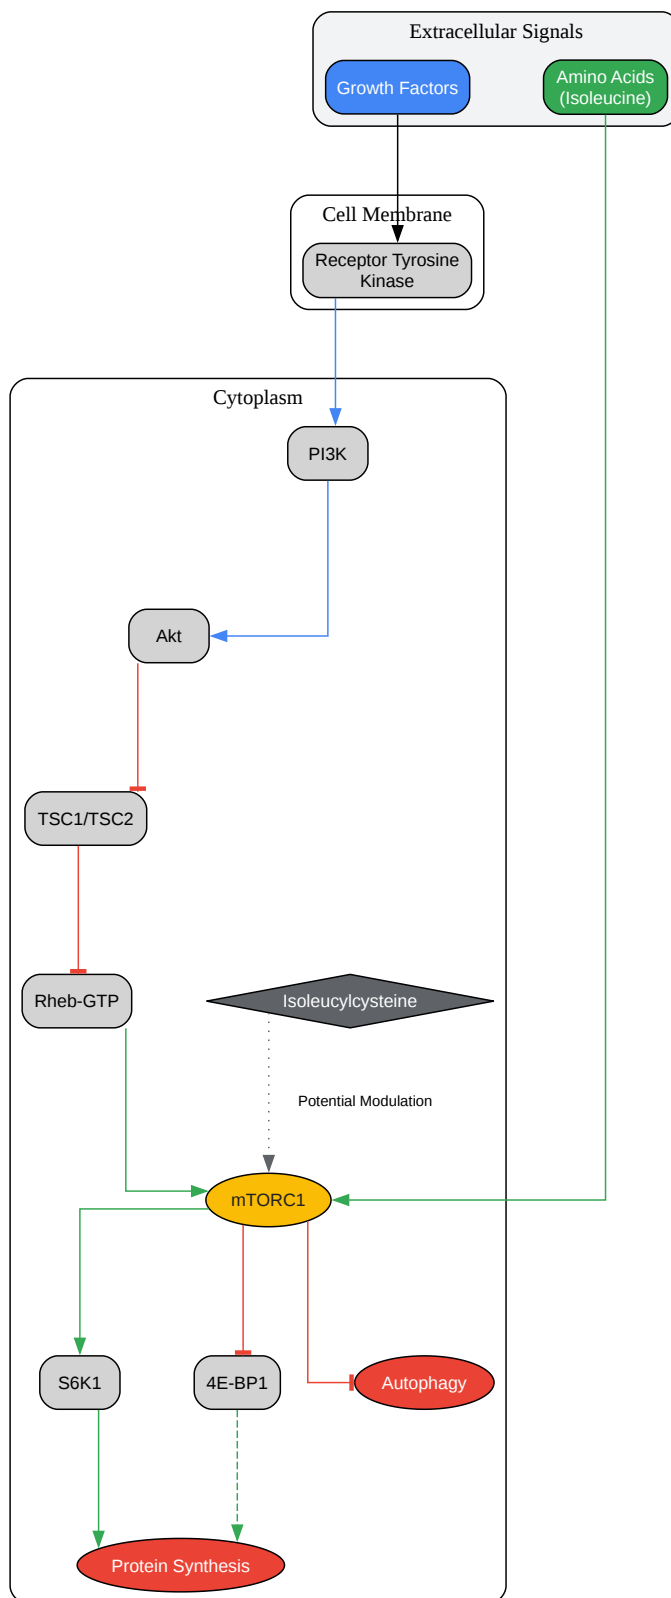 Extracellular Signals
Growth Factors
Amino Acids
(Isoleucine)
Cell Membrane
Receptor Tyrosine
Kinase
Cytoplasm
PI3K
Akt
TSC1/TSC2
Rheb-GTP
Isoleucylcysteine
Potential Modulation
mTORC1
S6K1
4E-BP1
Autophagy
Protein Synthesis